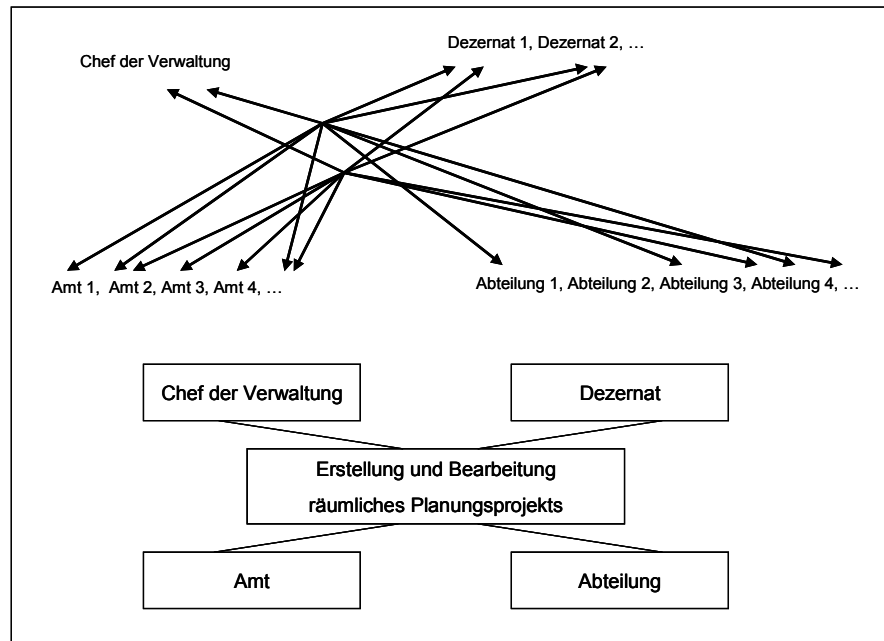 Dezernat 1, Dezernat 2, …
Chef der Verwaltung
Amt 1, Amt 2, Amt 3, Amt 4, …
Abteilung 1, Abteilung 2, Abteilung 3, Abteilung 4, …
Chef der Verwaltung
Dezernat
Erstellung und Bearbeitung
räumliches Planungsprojekts
Amt
Abteilung